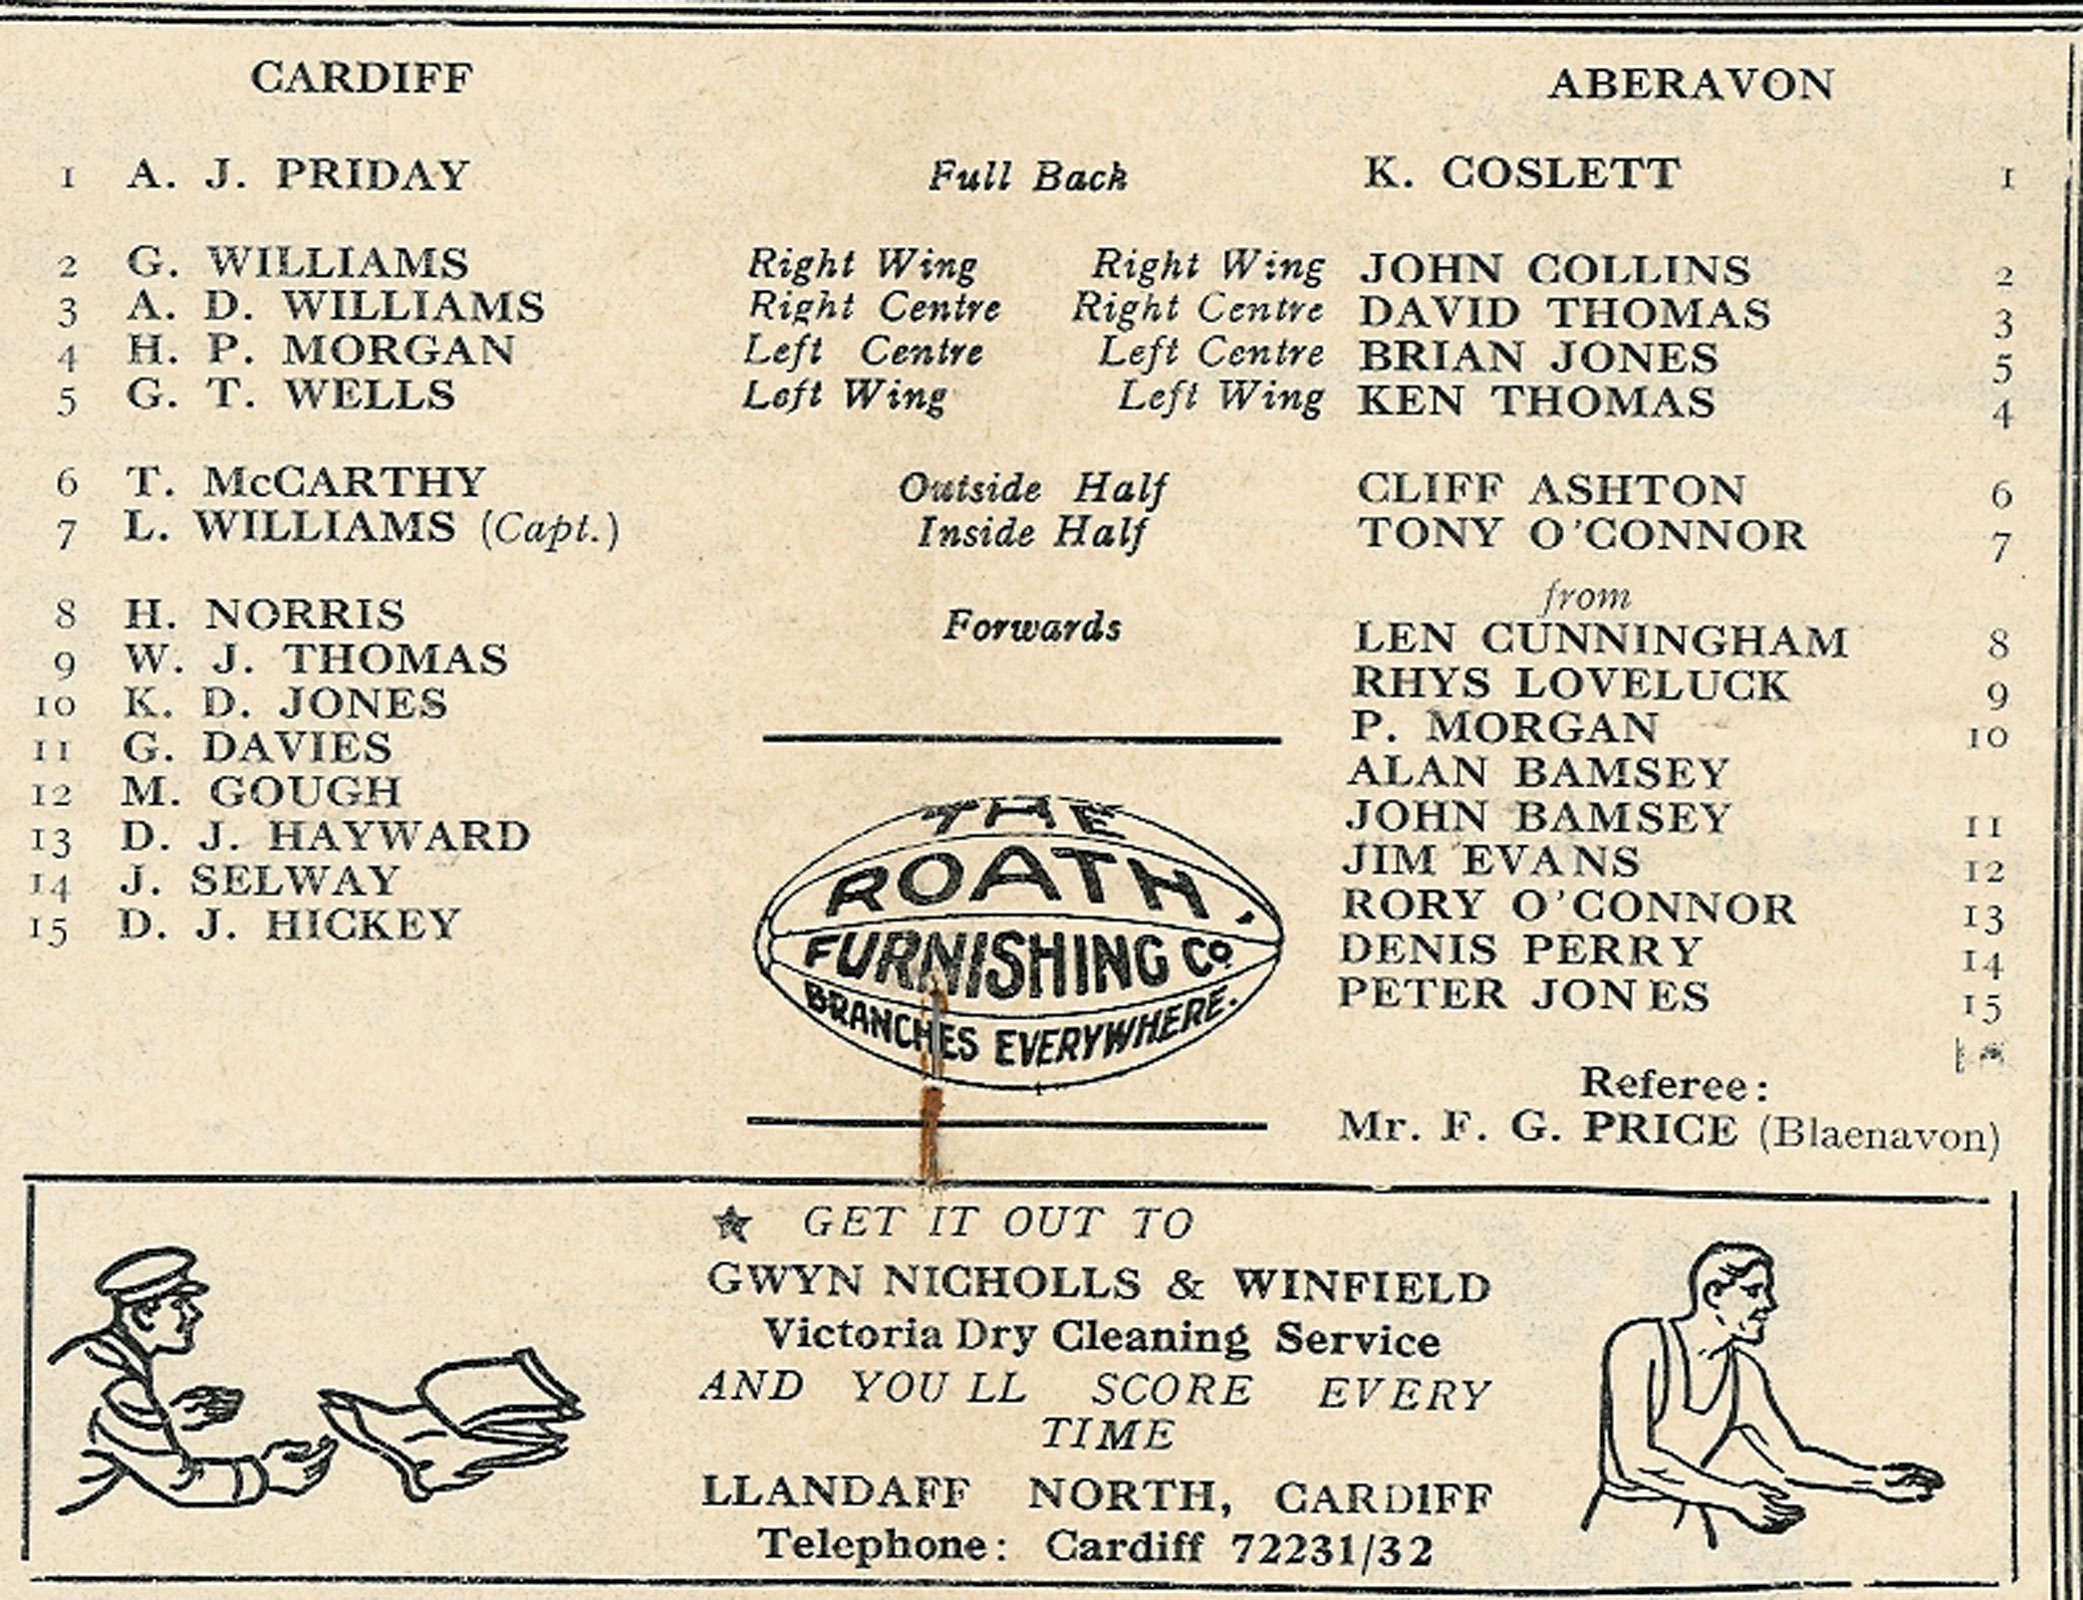 CARDIFF ABERAVON
1 A. J. PRIDAY Full Back K. COSLETT 1
2 G. WILLIAMS Right Wing Right Wing JOHN COLLINS 2
3 A. D. WILLIAMS Right Centre Right Centre DAVID THOMAS 3
4 H. P. MORGAN Left Centre Left Centre BRIAN JONES 5
5 G. T. WELLS Left Wing Left Wing KEN THOMAS 4
6 T. McCARTHY Outside Half CLIFF ASHTON 6
7 L. WILLIAMS (Capt.) Inside Half TONY O'CONNOR 7
from
8 H. NORRIS Forwards LEN CUNNINGHAM 8
9 W. J. THOMAS RHYS LOVELUCK 9
10 K. D. JONES P. MORGAN 10
11 G. DAVIES ALAN BAMSEY
12 M. GOUGH JOHN BAMSEY 11
13 D. J. HAYWARD JIM EVANS 12
14 J. SELWAY RORY O'CONNOR 13
15 D. J. HICKEY DENIS PERRY 14
PETER JONES 15
THE
ROATH,
FURNISHING Co.
BRANCHES EVERYWHERE.
Referee:
Mr. F. G. PRICE (Blaenavon)
★ GET IT OUT TO
GWYN NICHOLLS & WINFIELD
Victoria Dry Cleaning Service
AND YOU LL SCORE EVERY
TIME
LLANDAFF NORTH, CARDIFF
Telephone: Cardiff 72231/32